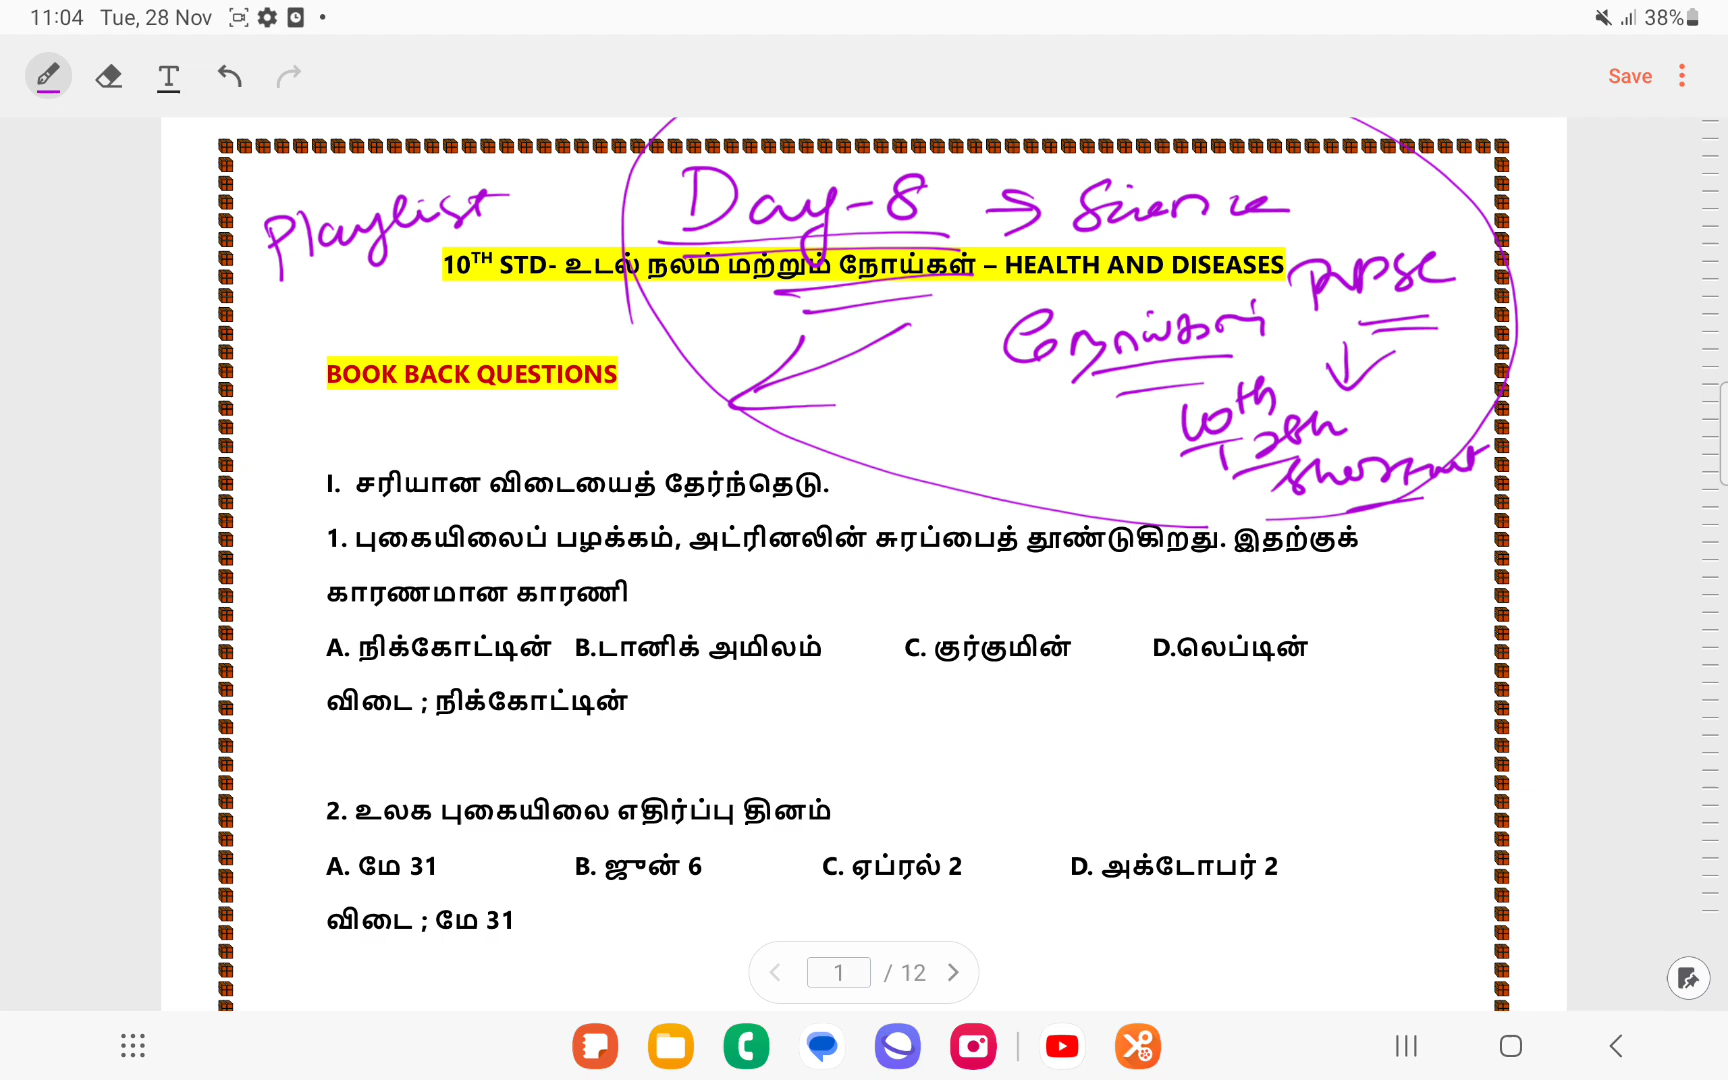 11:04 Tue, 28 Nov 38%
T Save
Playlist Day-8 → Science
10TH STD- உடல் நலம் மற்றும் நோய்கள் – HEALTH AND DISEASES
நோய்கள்
10th
BOOK BACK QUESTIONS
I. சரியான விடையைத் தேர்ந்தெடு.
1. புகையிலைப் பழக்கம், அட்ரினலின் சுரப்பைத் தூண்டுகிறது. இதற்குக்
காரணமான காரணி
A. நிக்கோட்டின் B.டானிக் அமிலம் C. குர்குமின் D.லெப்டின்
விடை ; நிக்கோட்டின்
2. உலக புகையிலை எதிர்ப்பு தினம்
A. மே 31 B. ஜுன் 6 C. ஏப்ரல் 2 D. அக்டோபர் 2
விடை ; மே 31
1 / 12